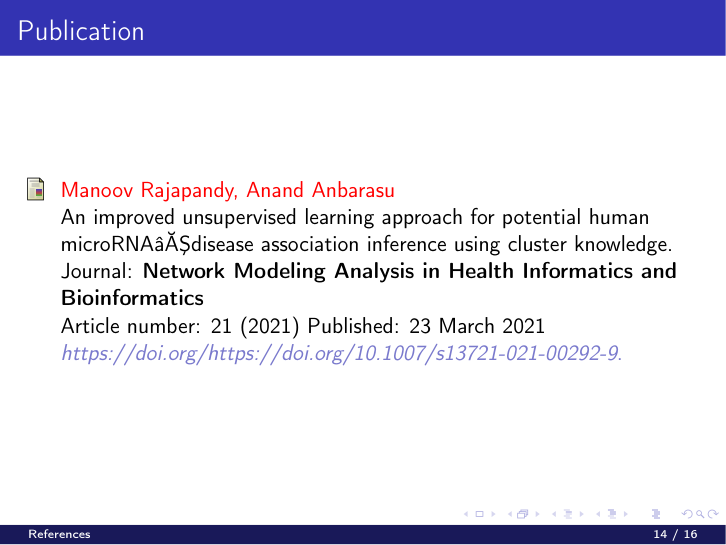 Publication
Manoov Rajapandy, Anand Anbarasu
An improved unsupervised learning approach for potential human
microRNAâĂŞdisease association inference using cluster knowledge.
Journal: Network Modeling Analysis in Health Informatics and
Bioinformatics
Article number: 21 (2021) Published: 23 March 2021
https://doi.org/https://doi.org/10.1007/s13721-021-00292-9.
References
14 / 16